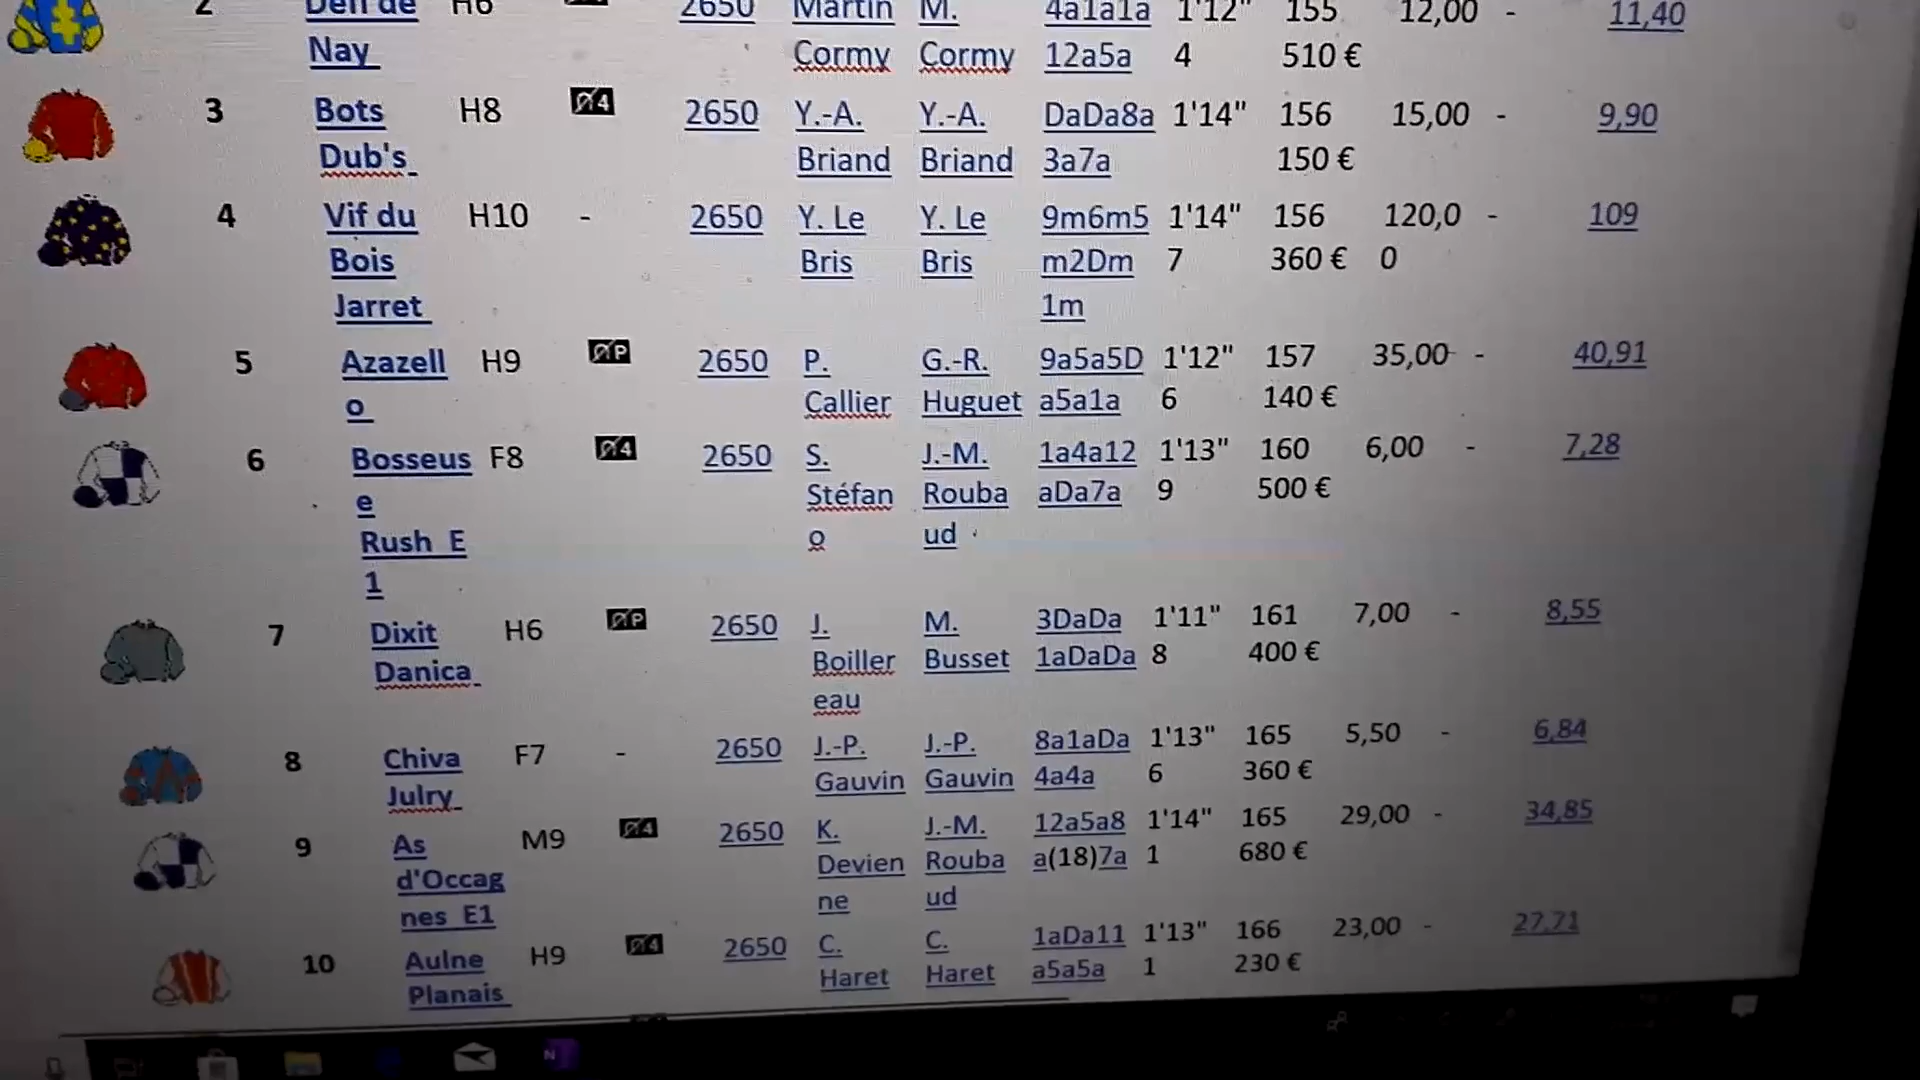 2 Défi de H6 2650 Martin M. 4a1a1a 1'12" 155 12,00 - 11,40
Nay Cormy Cormy 12a5a 4 510 €
3 Bots H8 Ø4 2650 Y.-A. Y.-A. DaDa8a 1'14" 156 15,00 - 9,90
Dub's Briand Briand 3a7a 150 €
4 Vif du H10 - 2650 Y. Le Y. Le 9m6m5 1'14" 156 120,0 - 109
Bois Bris Bris m2Dm 7 360 € 0
Jarret 1m
5 Azazell H9 ØP 2650 P. G.-R. 9a5a5D 1'12" 157 35,00 - 40,91
o Callier Huguet a5a1a 6 140 €
6 Bosseus F8 Ø4 2650 S. J.-M. 1a4a12 1'13" 160 6,00 - 7,28
e Stéfan Rouba aDa7a 9 500 €
Rush E o ud
1
7 Dixit H6 ØP 2650 J. M. 3DaDa 1'11" 161 7,00 - 8,55
Danica Boiller Busset 1aDaDa 8 400 €
eau
8 Chiva F7 - 2650 J.-P. J.-P. 8a1aDa 1'13" 165 5,50 - 6,84
Julry Gauvin Gauvin 4a4a 6 360 €
9 As M9 Ø4 2650 K. J.-M. 12a5a8 1'14" 165 29,00 - 34,85
d'Occag Devien Rouba a(18)7a 1 680 €
nes E1 ne ud
10 Aulne H9 Ø4 2650 C. C. 1aDa11 1'13" 166 23,00 - 27,71
Planais Haret Haret a5a5a 1 230 €
N